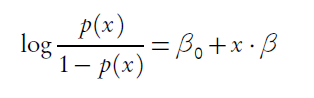 log p(x) / (1 − p(x)) = β₀ + x · β